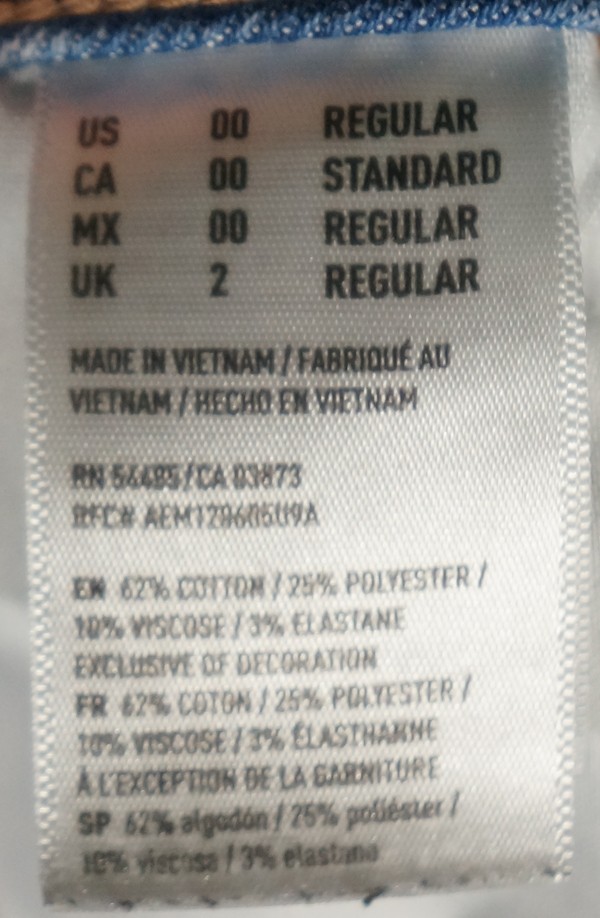 US 00 REGULAR
CA 00 STANDARD
MX 00 REGULAR
UK 2 REGULAR
MADE IN VIETNAM / FABRIQUÉ AU
VIETNAM / HECHO EN VIETNAM
RN 54485/CA 03873
RFC# AEM128605U9A
EN 62% COTTON / 25% POLYESTER /
10% VISCOSE / 3% ELASTANE
EXCLUSIVE OF DECORATION
FR 62% COTON / 25% POLYESTER /
10% VISCOSE / 3% ÉLASTHANNE
À L'EXCEPTION DE LA GARNITURE
SP 62% algodón / 25% poliéster /
10% viscosa / 3% elastano